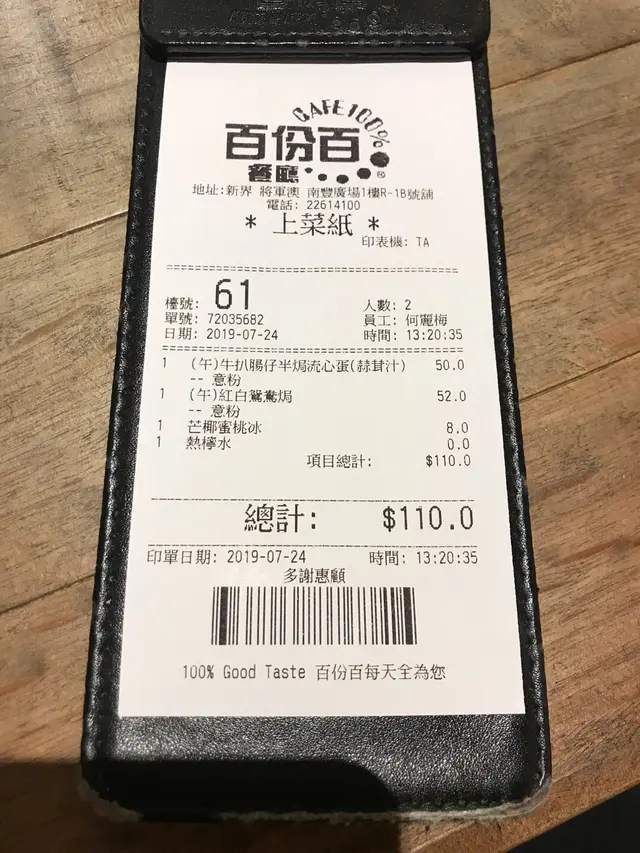 CAFE 100%
百份百®
餐廳
地址:新界 將軍澳 南豐廣場1樓R-1B號舖
電話: 22614100
* 上菜紙 *
印表機: TA
檯號: 61 人數: 2
單號: 72035682 員工: 何麗梅
日期: 2019-07-24 時間: 13:20:35
1 (午)牛扒腸仔半焗流心蛋(蒜茸汁) 50.0
-- 意粉
1 (午)紅白鴛鴦焗 52.0
-- 意粉
1 芒椰蜜桃冰 8.0
1 熱檸水 0.0
項目總計: $110.0
總計: $110.0
印單日期: 2019-07-24 時間: 13:20:35
多謝惠顧
100% Good Taste 百份百每天全為您